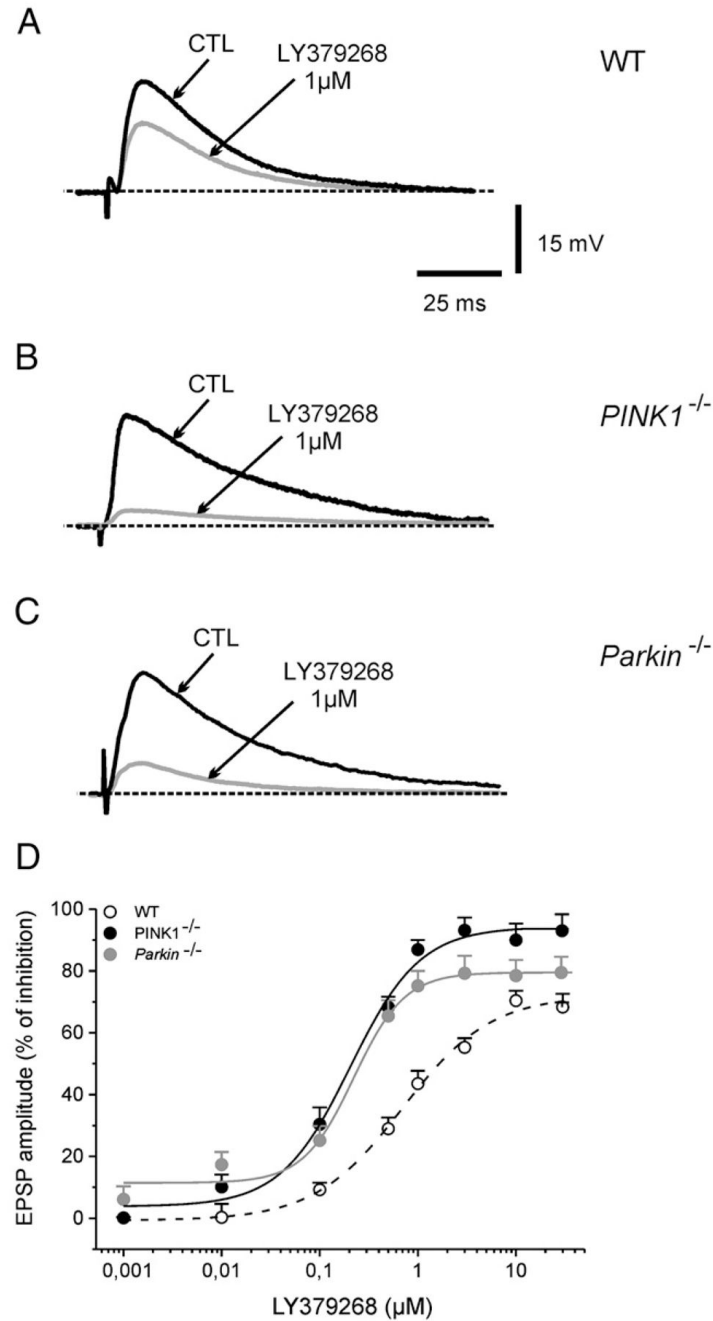 A
CTL
LY379268
1µM
WT
15 mV
25 ms
B
CTL
LY379268
1µM
PINK1 -/-
C
CTL
LY379268
1µM
Parkin -/-
D
EPSP amplitude (% of inhibition)
100
80
60
40
20
0
WT
PINK1-/-
Parkin-/-
0,001
0,01
0,1
1
10
LY379268 (µM)